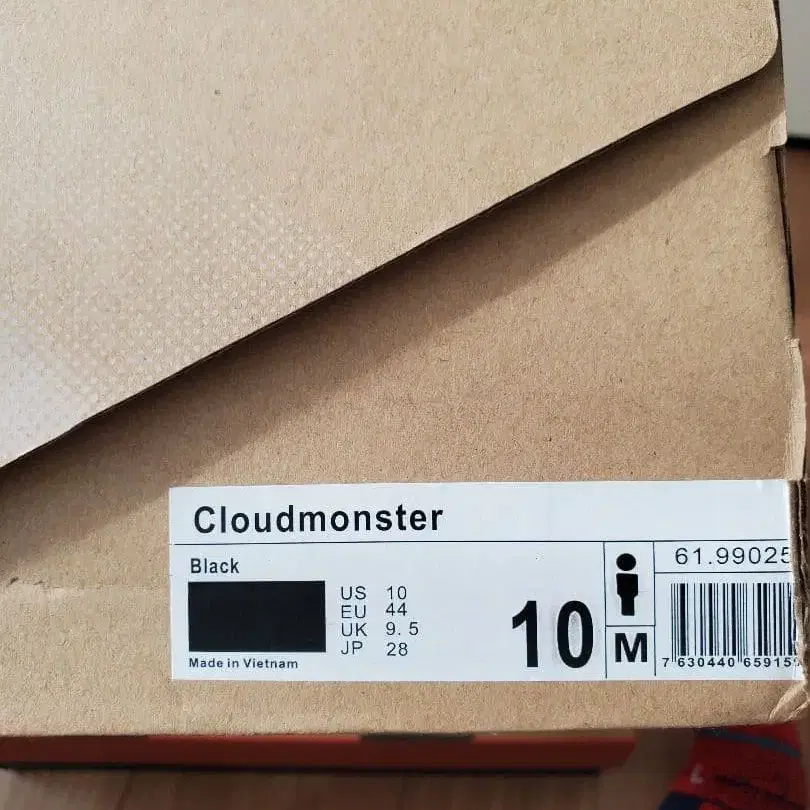 Cloudmonster
Black
US 10
EU 44
UK 9.5
JP 28
Made in Vietnam
10
M
61.99025
7 630440 65915